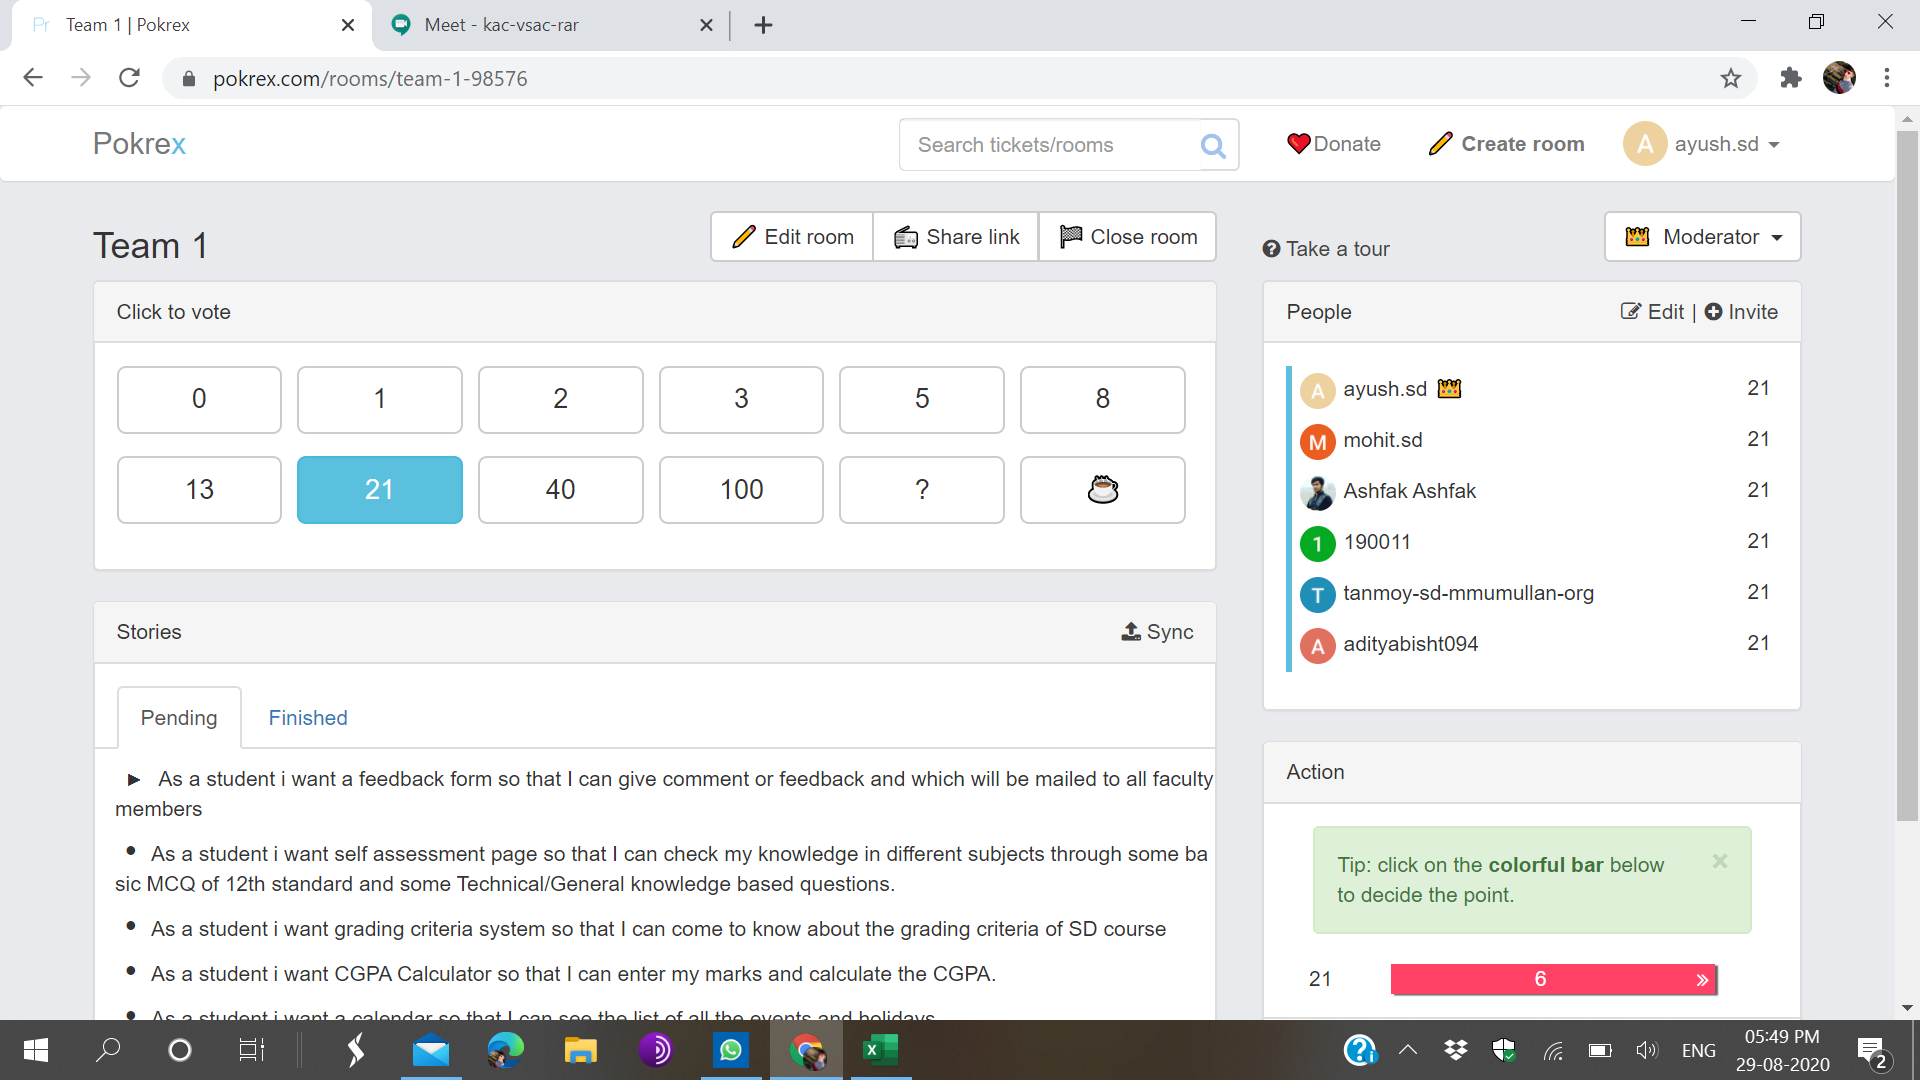 Pr Team 1 | Pokrex
Meet - kac-vsac-rar
pokrex.com/rooms/team-1-98576
Pokrex
Search tickets/rooms
Donate
Create room
A ayush.sd
Team 1
Edit room
Share link
Close room
Take a tour
Moderator
Click to vote
0 1 2 3 5 8
13 21 40 100 ?
People
Edit | Invite
A ayush.sd 21
M mohit.sd 21
Ashfak Ashfak 21
1 190011 21
T tanmoy-sd-mmumullan-org 21
A adityabisht094 21
Stories
Sync
Pending
Finished
As a student i want a feedback form so that I can give comment or feedback and which will be mailed to all faculty
members
As a student i want self assessment page so that I can check my knowledge in different subjects through some ba
sic MCQ of 12th standard and some Technical/General knowledge based questions.
As a student i want grading criteria system so that I can come to know about the grading criteria of SD course
As a student i want CGPA Calculator so that I can enter my marks and calculate the CGPA.
As a student i want a calendar so that I can see the list of all the events and holidays
Action
Tip: click on the colorful bar below
to decide the point.
21 6
ENG
05:49 PM
29-08-2020
2